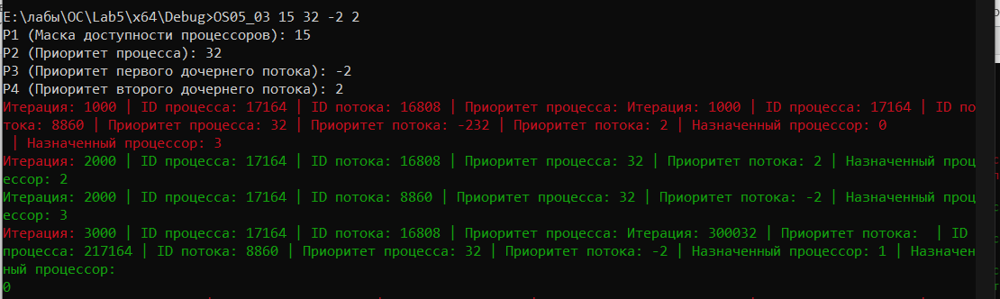 E:\лабы\ОС\Lab5\x64\Debug>OS05_03 15 32 -2 2
P1 (Маска доступности процессоров): 15
P2 (Приоритет процесса): 32
P3 (Приоритет первого дочернего потока): -2
P4 (Приоритет второго дочернего потока): 2
Итерация: 1000 | ID процесса: 17164 | ID потока: 16808 | Приоритет процесса: Итерация: 1000 | ID процесса: 17164 | ID по
тока: 8860 | Приоритет процесса: 32 | Приоритет потока: -232 | Приоритет потока: 2 | Назначенный процессор: 0
| Назначенный процессор: 3
Итерация: 2000 | ID процесса: 17164 | ID потока: 16808 | Приоритет процесса: 32 | Приоритет потока: 2 | Назначенный проц
ессор: 2
Итерация: 2000 | ID процесса: 17164 | ID потока: 8860 | Приоритет процесса: 32 | Приоритет потока: -2 | Назначенный проц
ессор: 3
Итерация: 3000 | ID процесса: 17164 | ID потока: 16808 | Приоритет процесса: Итерация: 300032 | Приоритет потока:  | ID
процесса: 217164 | ID потока: 8860 | Приоритет процесса: 32 | Приоритет потока: -2 | Назначенный процессор: 1 | Назначен
ный процессор:
0